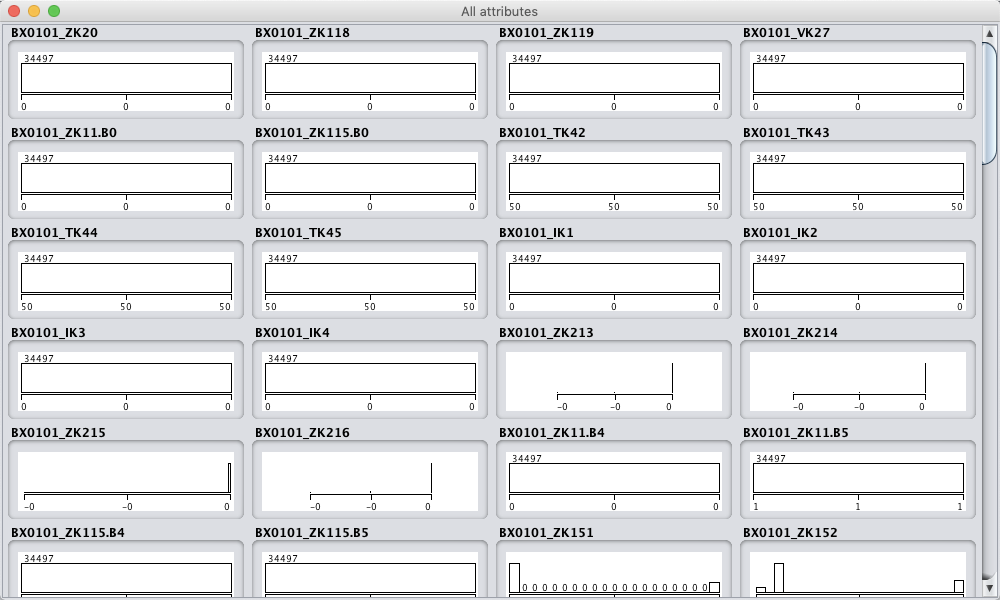 All attributes
BX0101_ZK20 BX0101_ZK118 BX0101_ZK119 BX0101_VK27
34497 34497 34497 34497
0 0 0 0 0 0 0 0 0 0 0 0
BX0101_ZK11.B0 BX0101_ZK115.B0 BX0101_TK42 BX0101_TK43
34497 34497 34497 34497
0 0 0 0 0 0 50 50 50 50 50 50
BX0101_TK44 BX0101_TK45 BX0101_IK1 BX0101_IK2
34497 34497 34497 34497
50 50 50 50 50 50 0 0 0 0 0 0
BX0101_IK3 BX0101_IK4 BX0101_ZK213 BX0101_ZK214
34497 34497
0 0 0 0 0 0 -0 -0 0 -0 -0 0
BX0101_ZK215 BX0101_ZK216 BX0101_ZK11.B4 BX0101_ZK11.B5
34497 34497
-0 -0 0 -0 -0 0 0 0 0 1 1 1
BX0101_ZK115.B4 BX0101_ZK115.B5 BX0101_ZK151 BX0101_ZK152
34497 34497
0 0 0 0 0 0 0 0 0 0 0 0 0 0 0 0 0 0 0